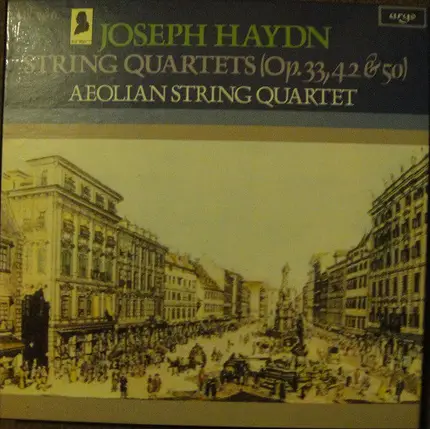 argo
JOSEPH HAYDN
STRING QUARTETS (Op. 33, 42 & 50)
AEOLIAN STRING QUARTET